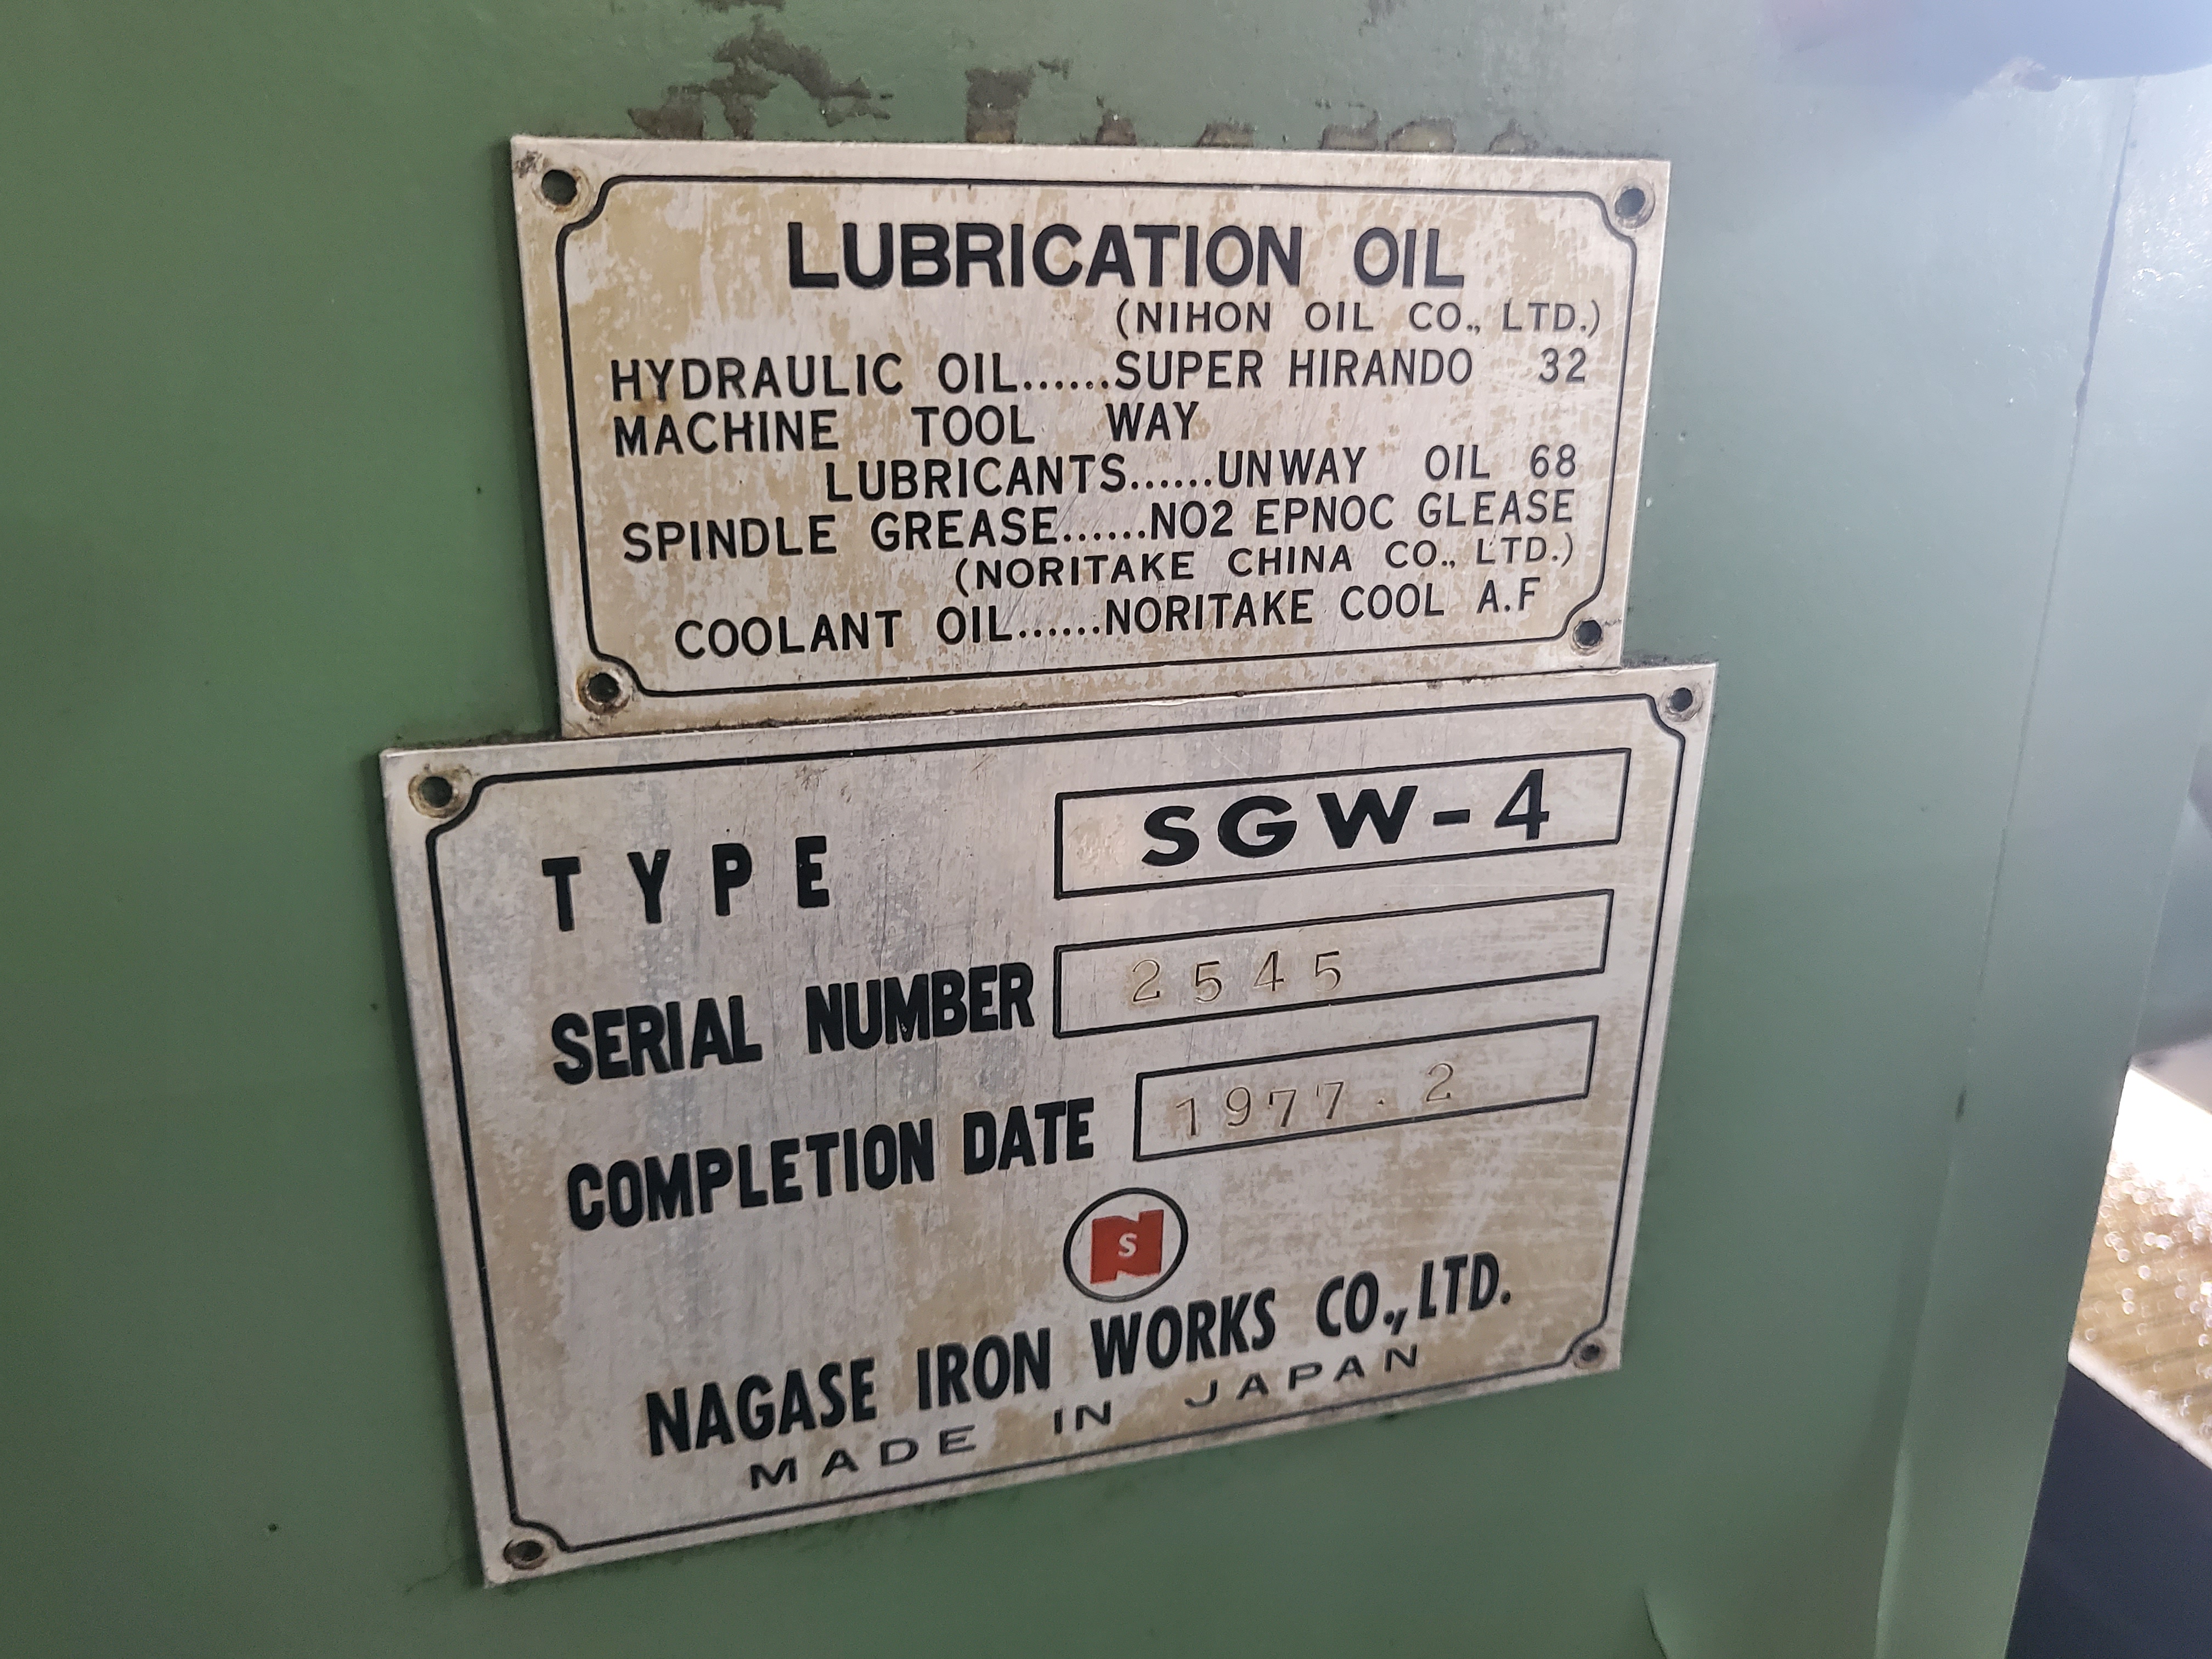 LUBRICATION OIL
(NIHON OIL CO., LTD.)
HYDRAULIC OIL......SUPER HIRANDO 32
MACHINE TOOL WAY
LUBRICANTS......UNWAY OIL 68
SPINDLE GREASE......NO2 EPNOC GLEASE
(NORITAKE CHINA CO., LTD.)
COOLANT OIL......NORITAKE COOL A.F
TYPE SGW-4
SERIAL NUMBER 2545
COMPLETION DATE 1977.2
N S
NAGASE IRON WORKS CO.,LTD.
MADE IN JAPAN